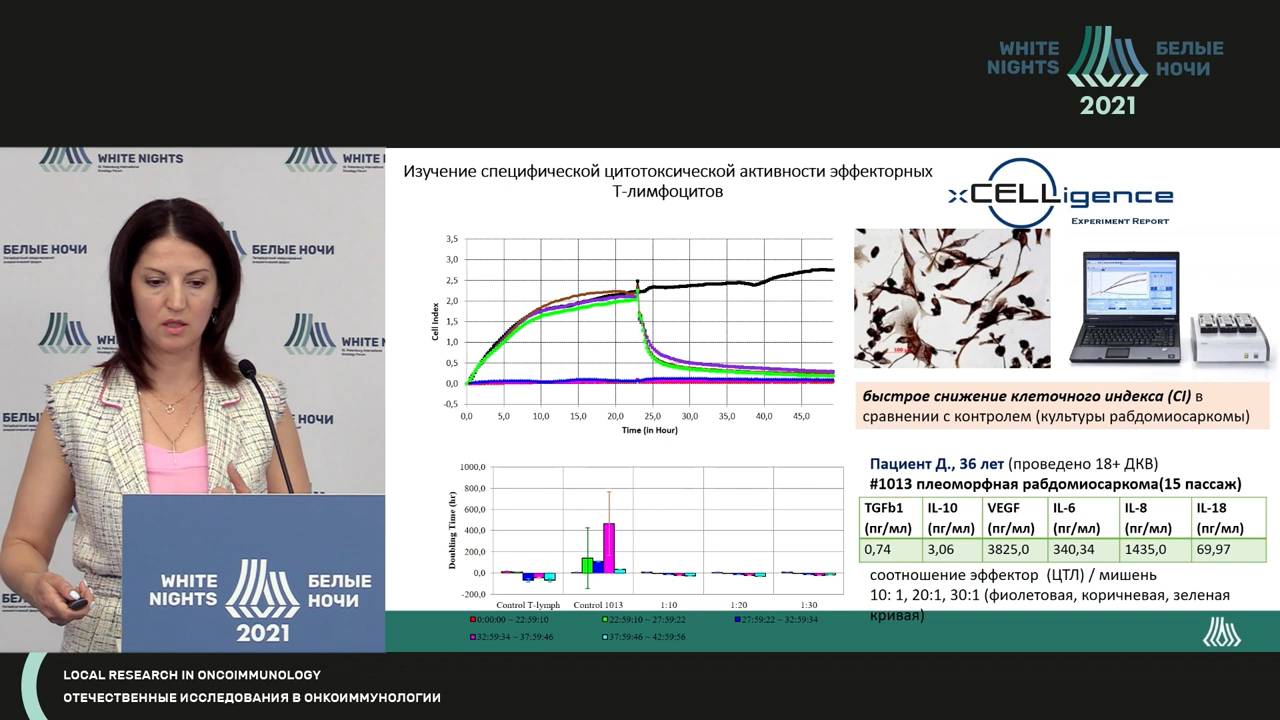 WHITE NIGHTS
БЕЛЫЕ НОЧИ
2021
WHITE NIGHTS
WHITE N
БЕЛЫЕ НОЧИ
БЕЛЫЕ НОЧИ
WHITE
NIGHTS
БЕЛЫЕ
НОЧИ
2021
Изучение специфической цитотоксической активности эффекторных
Т-лимфоцитов
xCELLigence
EXPERIMENT REPORT
Cell Index
3,5
3,0
2,5
2,0
1,5
1,0
0,5
0,0
-0,5
0,0 5,0 10,0 15,0 20,0 25,0 30,0 35,0 40,0 45,0
Time (in Hour)
быстрое снижение клеточного индекса (CI) в
сравнении с контролем (культуры рабдомиосаркомы)
Doubling Time (hr)
1000,0
800,0
600,0
400,0
200,0
0,0
-200,0
Control T-lymph Control 1013 1:10 1:20 1:30
0:00:00 ~ 22:59:10 22:59:10 ~ 27:59:22 27:59:22 ~ 32:59:34
32:59:34 ~ 37:59:46 37:59:46 ~ 42:59:56
Пациент Д., 36 лет (проведено 18+ ДКВ)
#1013 плеоморфная рабдомиосаркома(15 пассаж)
TGFb1 IL-10 VEGF IL-6 IL-8 IL-18
(пг/мл) (пг/мл) (пг/мл) (пг/мл) (пг/мл) (пг/мл)
0,74 3,06 3825,0 340,34 1435,0 69,97
соотношение эффектор (ЦТЛ) / мишень
10: 1, 20:1, 30:1 (фиолетовая, коричневая, зеленая
кривая)
LOCAL RESEARCH IN ONCOIMMUNOLOGY
ОТЕЧЕСТВЕННЫЕ ИССЛЕДОВАНИЯ В ОНКОИММУНОЛОГИИ